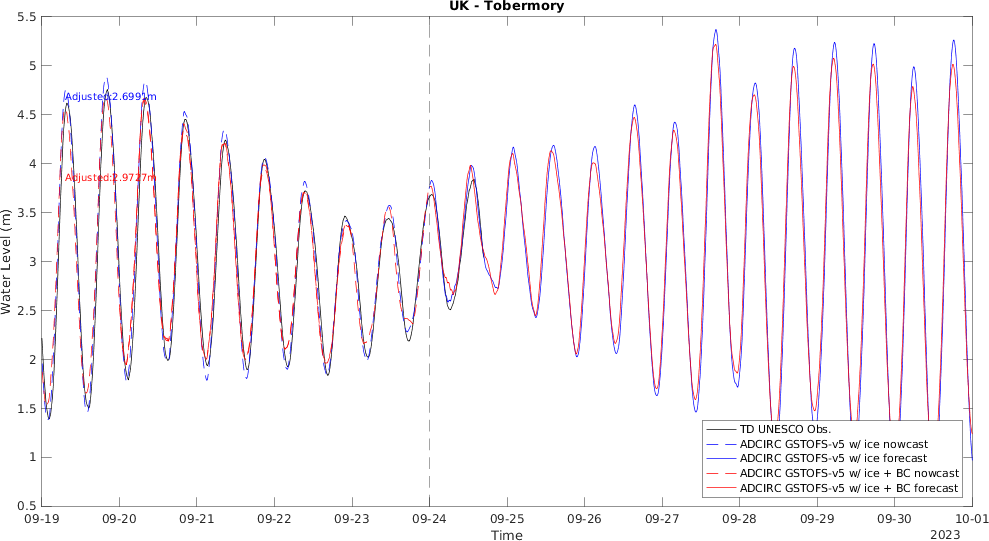 UK - Tobermory
5.5
5
4.5
4
3.5
3
2.5
2
1.5
1
0.5
Water Level (m)
Adjusted:2.6991m
Adjusted:2.9727m
TD UNESCO Obs.
ADCIRC GSTOFS-v5 w/ ice nowcast
ADCIRC GSTOFS-v5 w/ ice forecast
ADCIRC GSTOFS-v5 w/ ice + BC nowcast
ADCIRC GSTOFS-v5 w/ ice + BC forecast
09-19 09-20 09-21 09-22 09-23 09-24 09-25 09-26 09-27 09-28 09-29 09-30 10-01
Time
2023